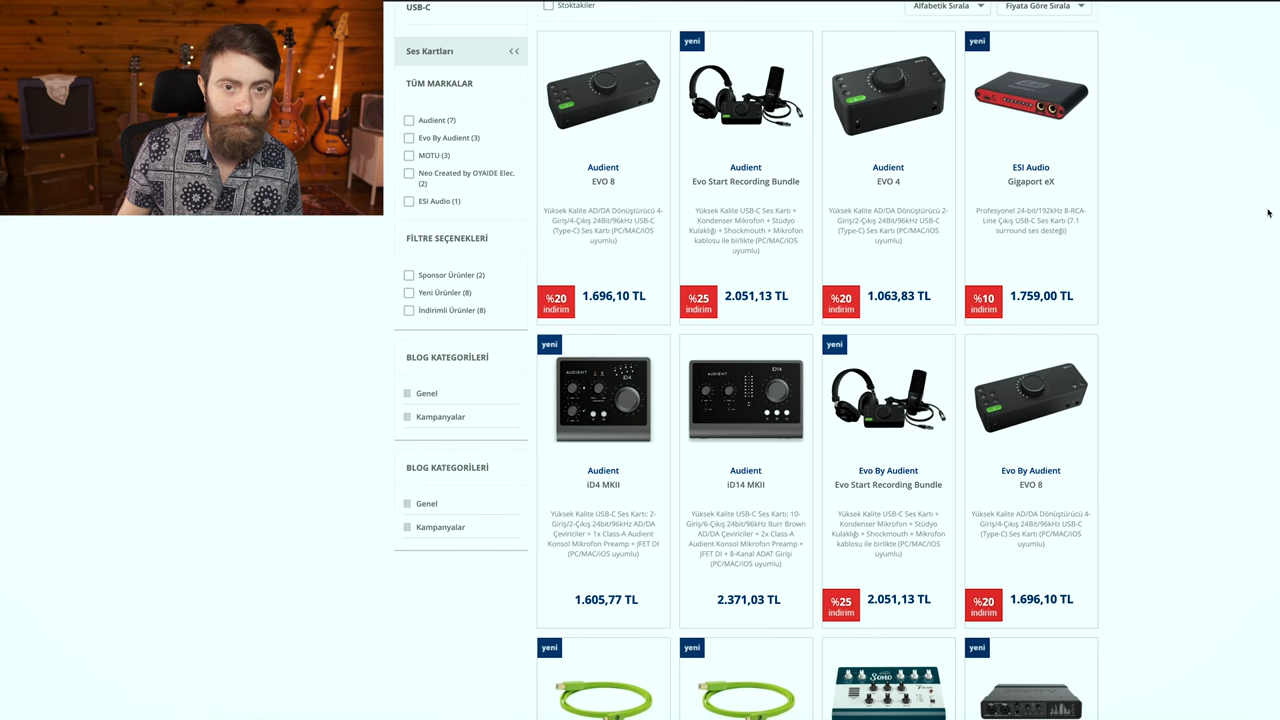 USB-C
Ses Kartları
TÜM MARKALAR
Audient (7)
Evo By Audient (3)
MOTU (3)
Neo Created by OYAIDE Elec.
(2)
ESI Audio (1)
FİLTRE SEÇENEKLERİ
Sponsor Ürünler (2)
Yeni Ürünler (8)
İndirimli Ürünler (8)
BLOG KATEGORİLERİ
Genel
Kampanyalar
BLOG KATEGORİLERİ
Genel
Kampanyalar
Stoktakiler
Alfabetik Sırala
Fiyata Göre Sırala
Audient
EVO 8
Yüksek Kalite AD/DA Dönüştürücü 4-
Giriş/4-Çıkış 24Bit/96kHz USB-C
(Type-C) Ses Kartı (PC/MAC/iOS
uyumlu)
%20
indirim
1.696,10 TL
yeni
Audient
Evo Start Recording Bundle
Yüksek Kalite USB-C Ses Kartı +
Kondenser Mikrofon + Stüdyo
Kulaklığı + Shockmouth + Mikrofon
kablosu ile birlikte (PC/MAC/iOS
uyumlu)
%25
indirim
2.051,13 TL
Audient
EVO 4
Yüksek Kalite AD/DA Dönüştürücü 2-
Giriş/2-Çıkış 24Bit/96kHz USB-C
(Type-C) Ses Kartı (PC/MAC/iOS
uyumlu)
%20
indirim
1.063,83 TL
yeni
ESI Audio
Gigaport eX
Profesyonel 24-bit/192kHz 8-RCA-
Line Çıkış USB-C Ses Kartı (7.1
surround ses desteği)
%10
indirim
1.759,00 TL
yeni
AUDIENT
iD4
Audient
iD4 MKII
Yüksek Kalite USB-C Ses Kartı: 2-
Giriş/2-Çıkış 24bit/96kHz AD/DA
Çeviriciler + 1x Class-A Audient
Konsol Mikrofon Preamp + JFET DI
(PC/MAC/iOS uyumlu)
1.605,77 TL
AUDIENT
iD14
Audient
iD14 MKII
Yüksek Kalite USB-C Ses Kartı: 10-
Giriş/6-Çıkış 24bit/96kHz Burr Brown
AD/DA Çeviriciler + 2x Class-A
Audient Konsol Mikrofon Preamp +
JFET DI + 8-Kanal ADAT Girişi
(PC/MAC/iOS uyumlu)
2.371,03 TL
yeni
Evo By Audient
Evo Start Recording Bundle
Yüksek Kalite USB-C Ses Kartı +
Kondenser Mikrofon + Stüdyo
Kulaklığı + Shockmouth + Mikrofon
kablosu ile birlikte (PC/MAC/iOS
uyumlu)
%25
indirim
2.051,13 TL
Evo By Audient
EVO 8
Yüksek Kalite AD/DA Dönüştürücü 4-
Giriş/4-Çıkış 24Bit/96kHz USB-C
(Type-C) Ses Kartı (PC/MAC/iOS
uyumlu)
%20
indirim
1.696,10 TL
yeni
yeni
Sono
yeni